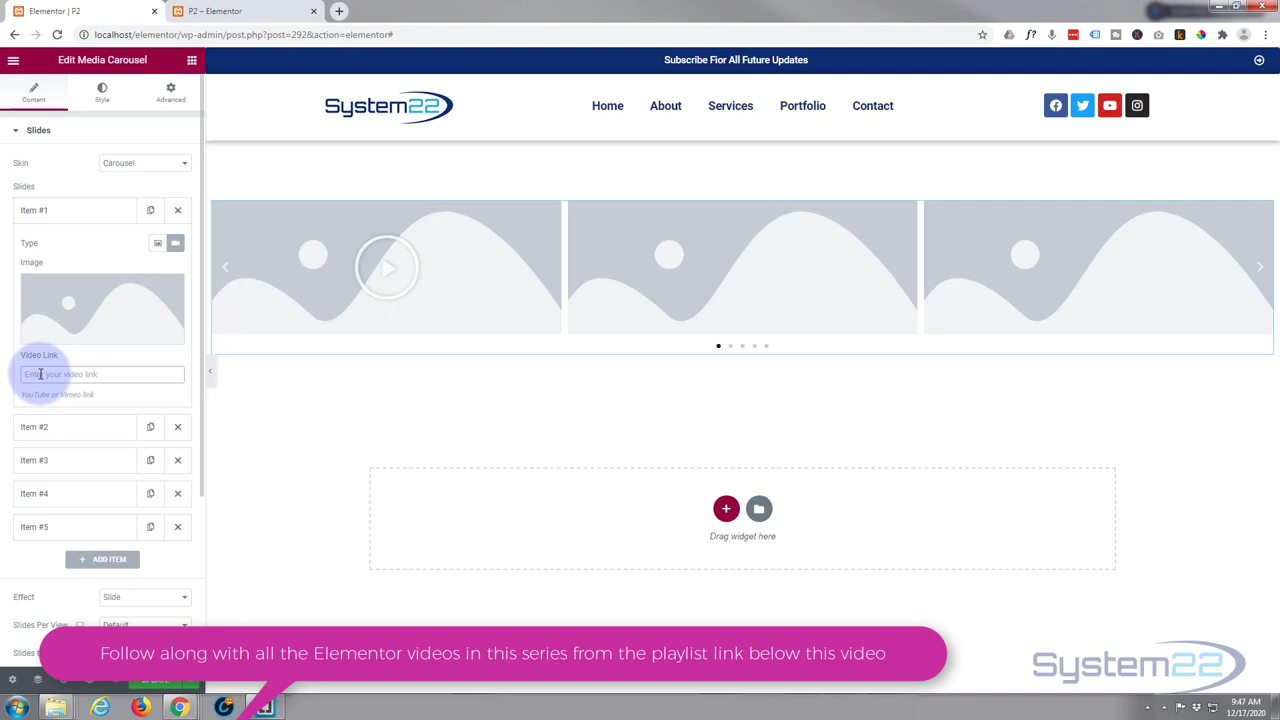 Elementor | P2
P2 – Elementor
localhost/elementor/wp-admin/post.php?post=292&action=elementor#
Edit Media Carousel
Content
Style
Advanced
Slides
Skin
Carousel
Slides
Item #1
Type
Image
Video Link
Enter your video link
YouTube or Vimeo link
Item #2
Item #3
Item #4
Item #5
ADD ITEM
Effect
Slide
Slides Per View
Default
Slides
Subscribe Fior All Future Updates
System22
Home
About
Services
Portfolio
Contact
Drag widget here
Follow along with all the Elementor videos in this series from the playlist link below this video
System22
9:47 AM
12/17/2020